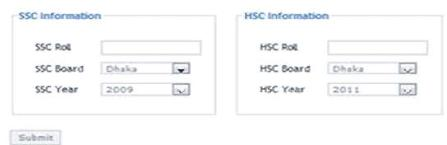 SSC Information
SSC Roll
SSC Board Dhaka
SSC Year 2009
HSC Information
HSC Roll
HSC Board Dhaka
HSC Year 2011
Submit